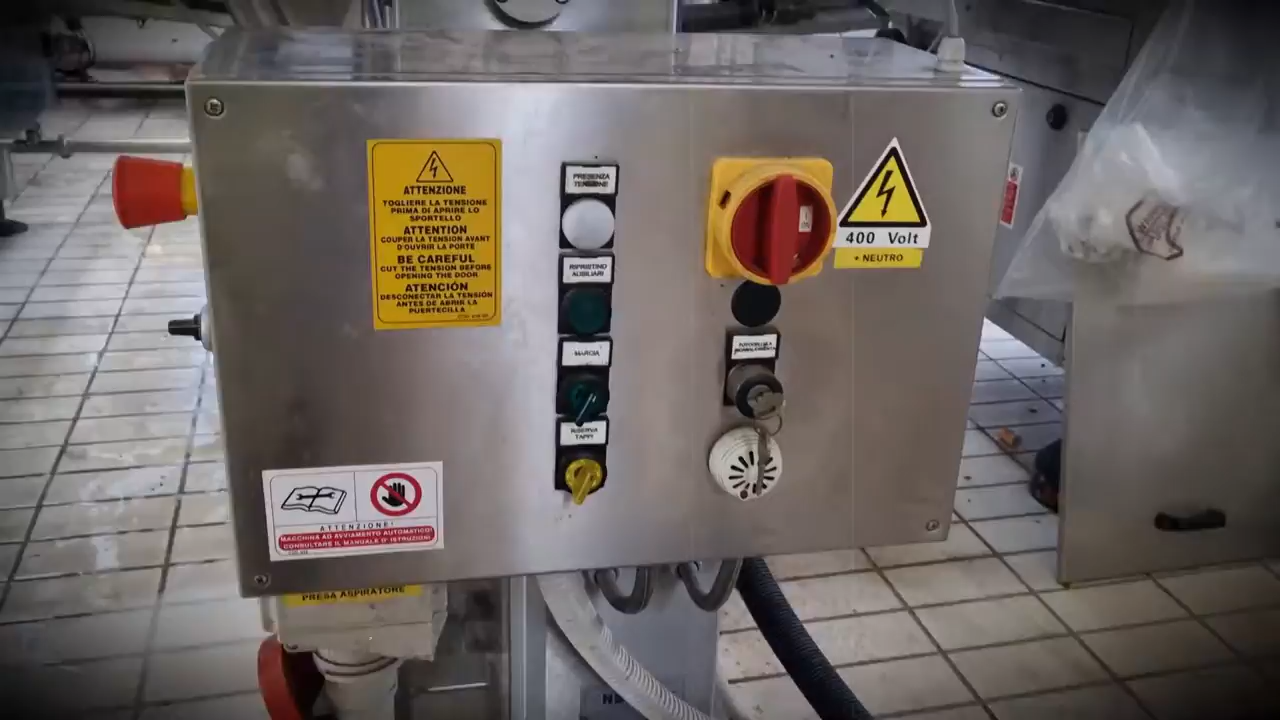 ATTENZIONE
TOGLIERE LA TENSIONE
PRIMA DI APRIRE LO
SPORTELLO
ATTENTION
COUPER LA TENSION AVANT
D'OUVRIR LA PORTE
BE CAREFUL
CUT THE TENSION BEFORE
OPENING THE DOOR
ATENCIÓN
DESCONECTAR LA TENSIÓN
ANTES DE ABRIR LA
PUERTECILLA
PRESENZA
TENSIONE
RIPRISTINO
AUSILIARI
MARCIA
RISERVA
TAPPI
400 Volt
+ NEUTRO
ATTENZIONE!
MACCHINA AD AVVIAMENTO AUTOMATICO!
CONSULTARE IL MANUALE D'ISTRUZIONI
PRESA ASPIRATORE